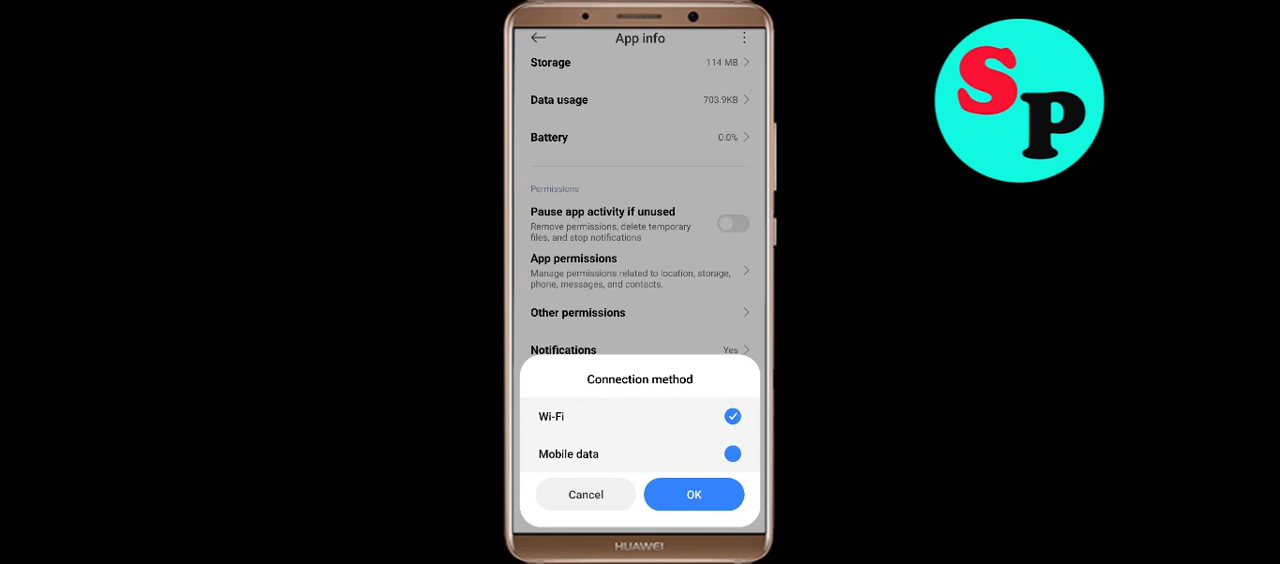 App info
Storage 114 MB
Data usage 703.9KB
Battery 0.0%
Permissions
Pause app activity if unused
Remove permissions, delete temporary
files, and stop notifications
App permissions
Manage permissions related to location, storage,
phone, messages, and contacts.
Other permissions
Notifications Yes
Connection method
Wi-Fi
Mobile data
Cancel OK
HUAWEI
SP